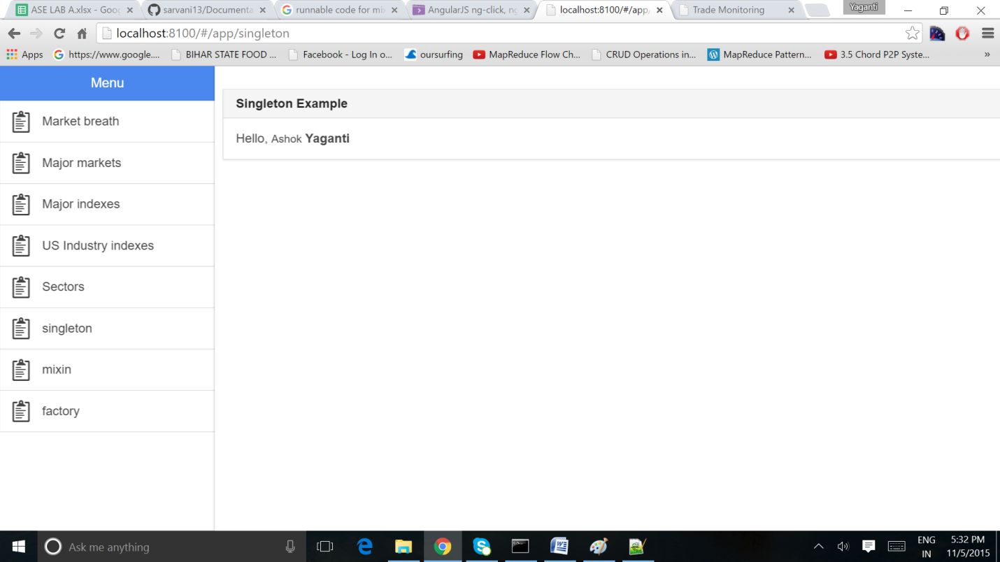 ASE LAB A.xlsx - Goog
sarvani13/Documenta
runnable code for mix
AngularJS ng-click, ng
localhost:8100/#/app/
Trade Monitoring
Yaganti
localhost:8100/#/app/singleton
Apps
https://www.google....
BIHAR STATE FOOD ...
Facebook - Log In o...
oursurfing
MapReduce Flow Ch...
CRUD Operations in...
MapReduce Pattern...
3.5 Chord P2P Syste...
»
Menu
Market breath
Major markets
Major indexes
US Industry indexes
Sectors
singleton
mixin
factory
Singleton Example
Hello, Ashok Yaganti
Ask me anything
ENG
IN
5:32 PM
11/5/2015